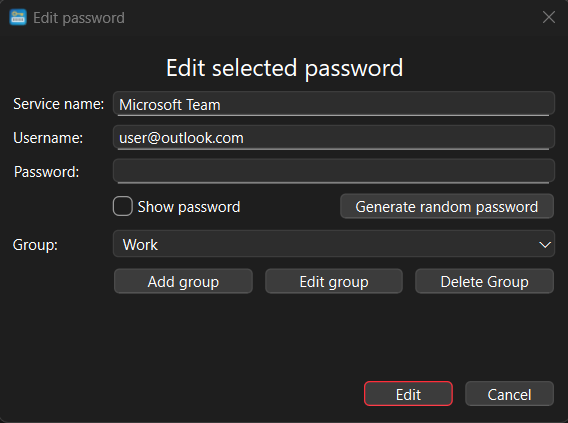 Edit password
Edit selected password
Service name: Microsoft Team
Username: user@outlook.com
Password:
Show password Generate random password
Group: Work
Add group Edit group Delete Group
Edit Cancel